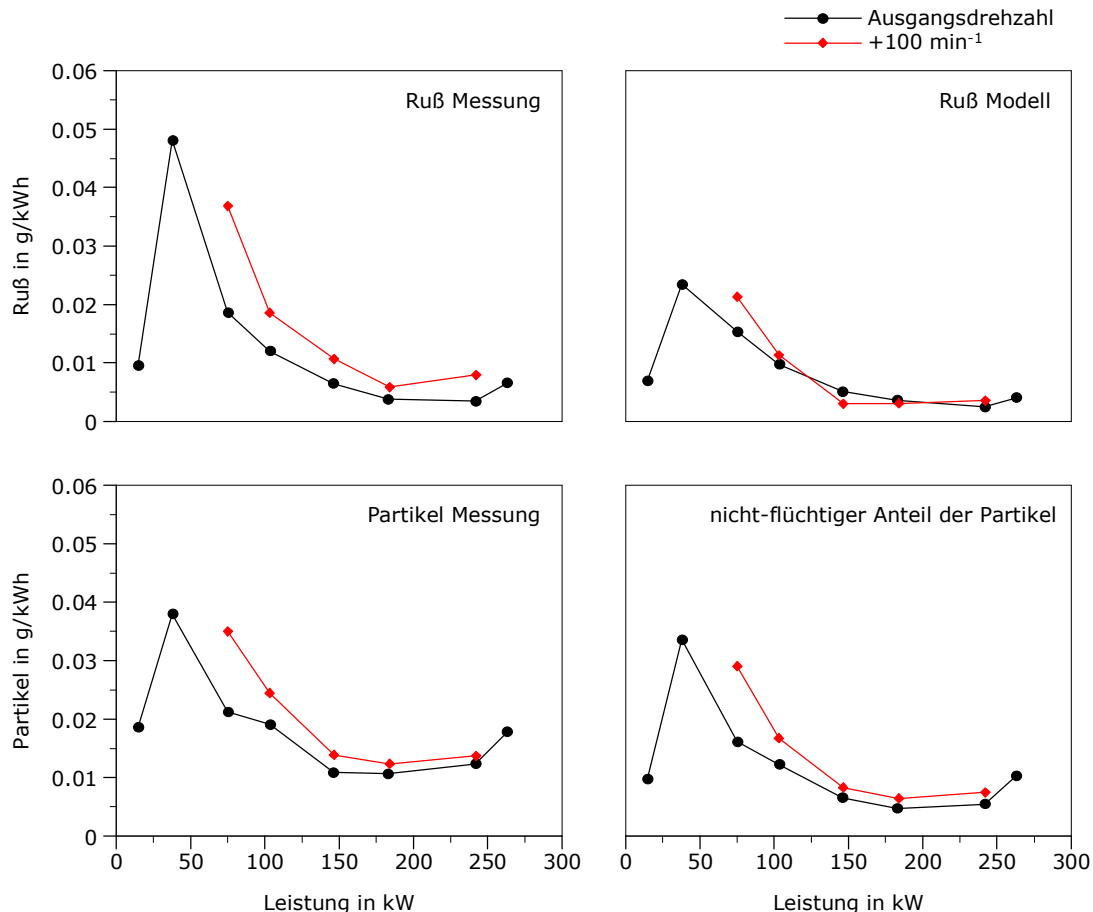 Ausgangsdrehzahl
+100 min⁻¹
0.06
0.05
0.04
0.03
0.02
0.01
0
Ruß in g/kWh
Ruß Messung
Ruß Modell
0.06
0.05
0.04
0.03
0.02
0.01
0
Partikel in g/kWh
Partikel Messung
nicht-flüchtiger Anteil der Partikel
0 50 100 150 200 250 300
0 50 100 150 200 250 300
Leistung in kW
Leistung in kW